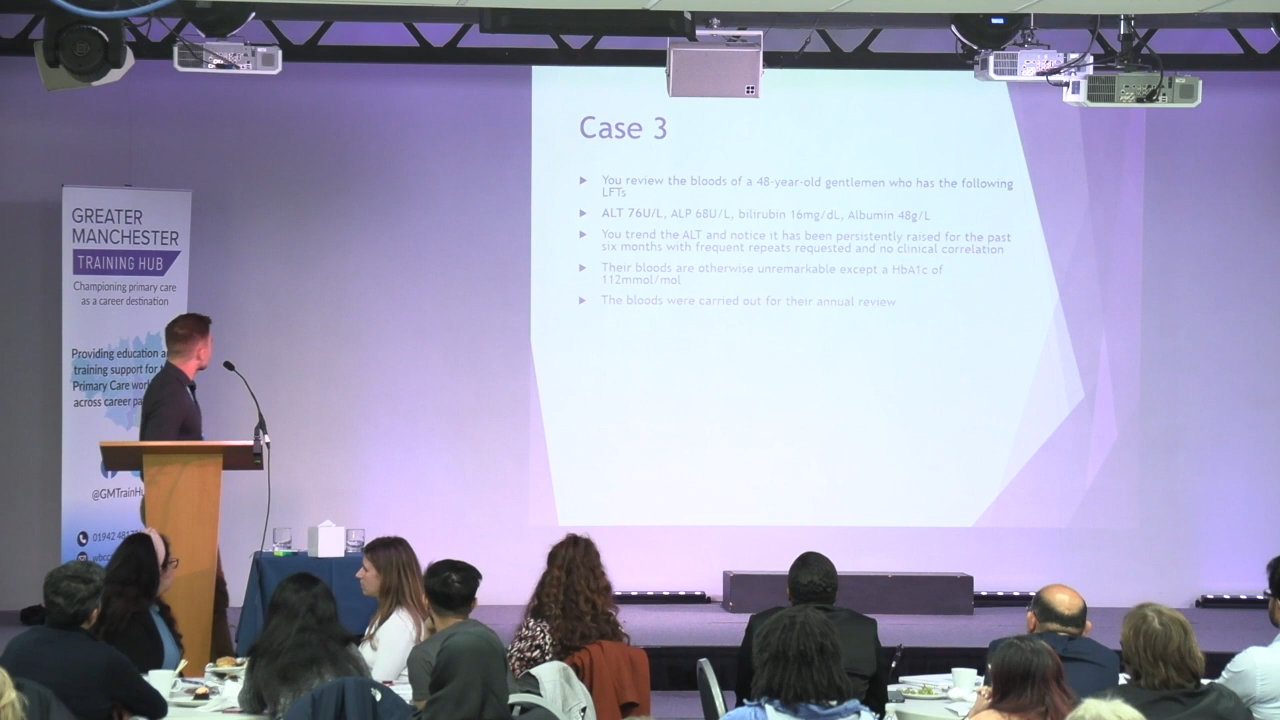 GREATER
MANCHESTER
TRAINING HUB
Championing primary care
as a career destination
Providing education
training support for
Primary Care
across career
@GMTrainHu
01942
Case 3
You review the bloods of a 48-year-old gentlemen who has the following
LFTs
ALT 76U/L, ALP 68U/L, bilirubin 16mg/dL, Albumin 48g/L
You trend the ALT and notice it has been persistently raised for the past
six months with frequent repeats requested and no clinical correlation
Their bloods are otherwise unremarkable except a HbA1c of
112mmol/mol
The bloods were carried out for their annual review